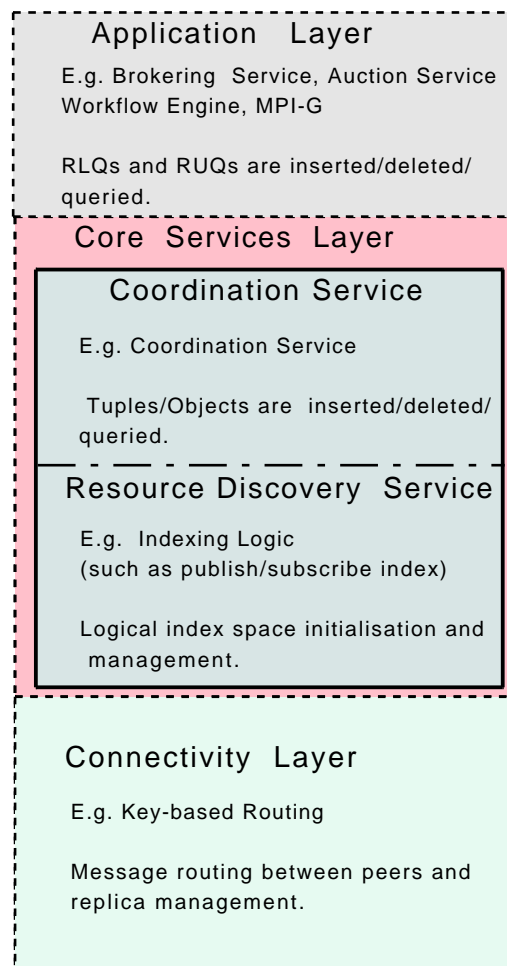 Application Layer
E.g. Brokering Service, Auction Service
Workflow Engine, MPI-G
RLQs and RUQs are inserted/deleted/
queried.
Core Services Layer
Coordination Service
E.g. Coordination Service
Tuples/Objects are inserted/deleted/
queried.
Resource Discovery Service
E.g. Indexing Logic
(such as publish/subscribe index)
Logical index space initialisation and
management.
Connectivity Layer
E.g. Key-based Routing
Message routing between peers and
replica management.